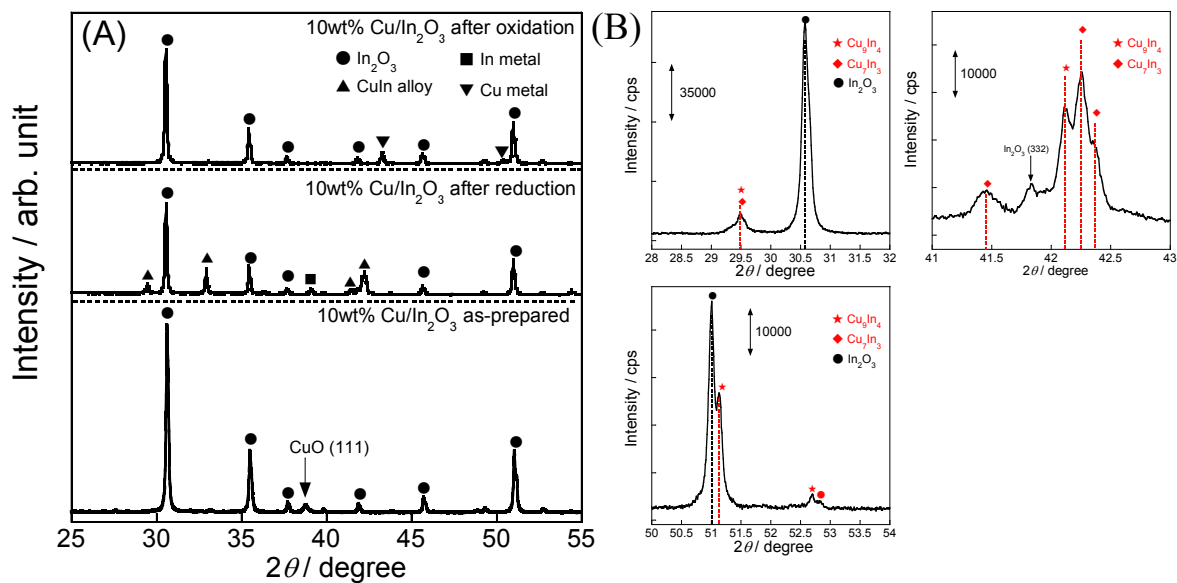 (A)
10wt% Cu/In₂O₃ after oxidation
● In₂O₃
■ In metal
▲ CuIn alloy
▼ Cu metal
10wt% Cu/In₂O₃ after reduction
10wt% Cu/In₂O₃ as-prepared
CuO (111)
Intensity / arb. unit
25 30 35 40 45 50 55
2θ / degree
(B)
35000
★ Cu₉In₄
◆ Cu₇In₃
● In₂O₃
Intensity / cps
28 28.5 29 29.5 30 30.5 31 31.5 32
2θ / degree
10000
★ Cu₉In₄
◆ Cu₇In₃
In₂O₃ (332)
Intensity / cps
41 41.5 42 42.5 43
2θ / degree
10000
★ Cu₉In₄
◆ Cu₇In₃
● In₂O₃
Intensity / cps
50 50.5 51 51.5 52 52.5 53 53.5 54
2θ / degree